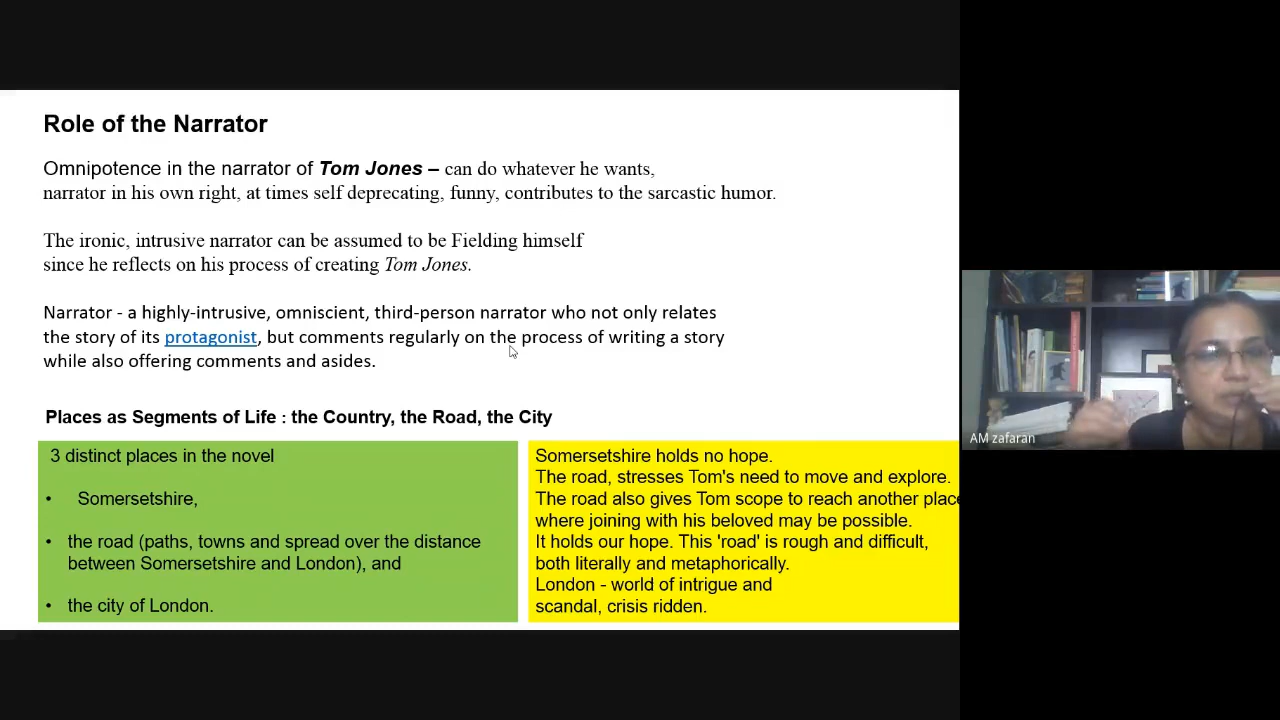 Role of the Narrator
Omnipotence in the narrator of Tom Jones – can do whatever he wants,
narrator in his own right, at times self deprecating, funny, contributes to the sarcastic humor.
The ironic, intrusive narrator can be assumed to be Fielding himself
since he reflects on his process of creating Tom Jones.
Narrator - a highly-intrusive, omniscient, third-person narrator who not only relates
the story of its protagonist, but comments regularly on the process of writing a story
while also offering comments and asides.
Places as Segments of Life : the Country, the Road, the City
3 distinct places in the novel
• Somersetshire,
• the road (paths, towns and spread over the distance
between Somersetshire and London), and
• the city of London.
Somersetshire holds no hope.
The road, stresses Tom's need to move and explore.
The road also gives Tom scope to reach another place
where joining with his beloved may be possible.
It holds our hope. This 'road' is rough and difficult,
both literally and metaphorically.
London - world of intrigue and
scandal, crisis ridden.
AM zafaran